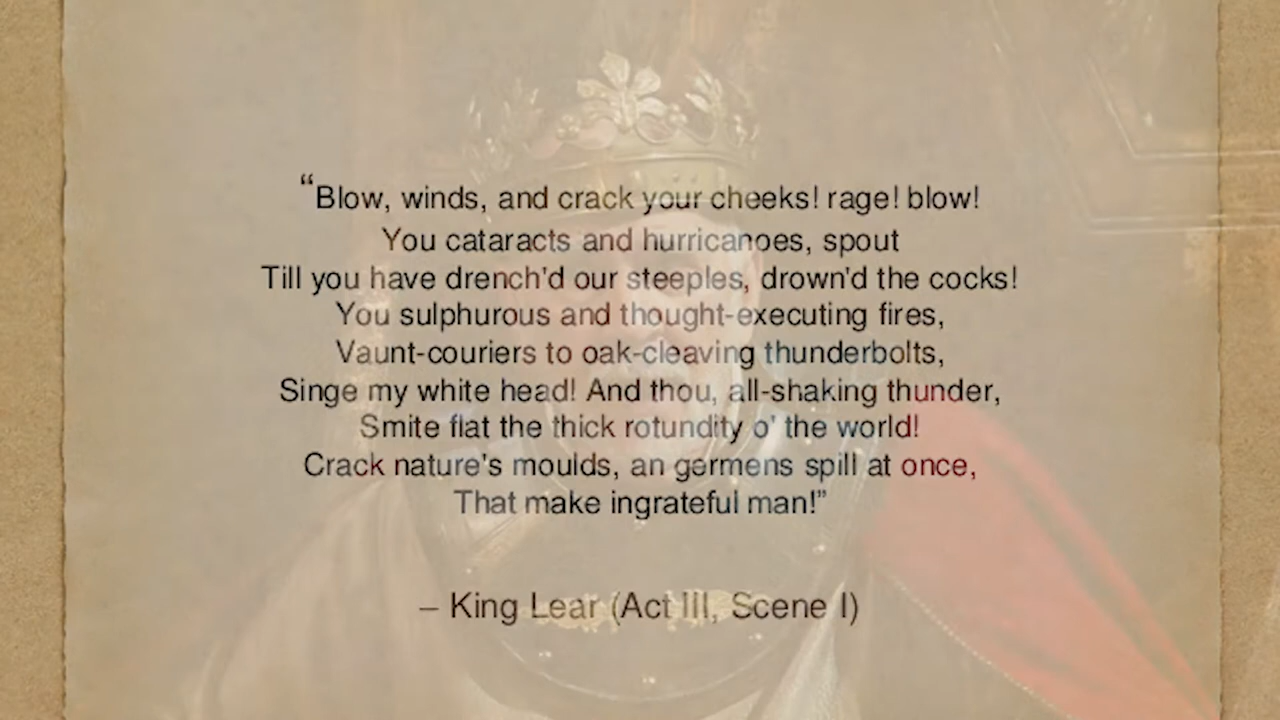 “Blow, winds, and crack your cheeks! rage! blow!
You cataracts and hurricanoes, spout
Till you have drench'd our steeples, drown'd the cocks!
You sulphurous and thought-executing fires,
Vaunt-couriers to oak-cleaving thunderbolts,
Singe my white head! And thou, all-shaking thunder,
Smite flat the thick rotundity o' the world!
Crack nature's moulds, an germens spill at once,
That make ingrateful man!”
– King Lear (Act III, Scene I)